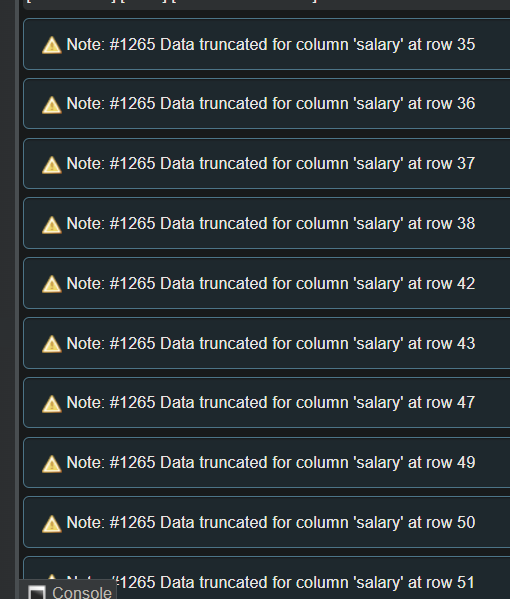 Note: #1265 Data truncated for column 'salary' at row 35
Note: #1265 Data truncated for column 'salary' at row 36
Note: #1265 Data truncated for column 'salary' at row 37
Note: #1265 Data truncated for column 'salary' at row 38
Note: #1265 Data truncated for column 'salary' at row 42
Note: #1265 Data truncated for column 'salary' at row 43
Note: #1265 Data truncated for column 'salary' at row 47
Note: #1265 Data truncated for column 'salary' at row 49
Note: #1265 Data truncated for column 'salary' at row 50
Note: #1265 Data truncated for column 'salary' at row 51
Console